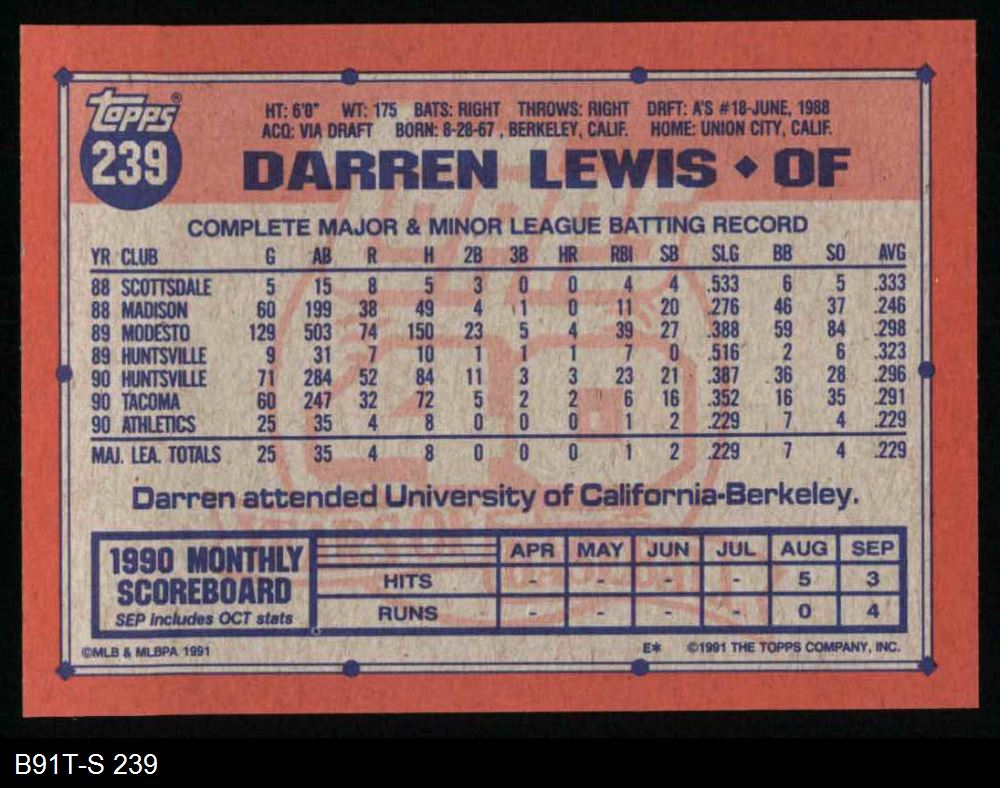 topps®
239
HT: 6'0" WT: 175 BATS: RIGHT THROWS: RIGHT DRFT: A'S #18-JUNE, 1988
ACQ: VIA DRAFT BORN: 8-28-67 , BERKELEY, CALIF. HOME: UNION CITY, CALIF.
DARREN LEWIS ◆ OF
COMPLETE MAJOR & MINOR LEAGUE BATTING RECORD
YR CLUB G AB R H 2B 3B HR RBI SB SLG BB SO AVG
88 SCOTTSDALE 5 15 8 5 3 0 0 4 4 .533 6 5 .333
88 MADISON 60 199 38 49 4 1 0 11 20 .276 46 37 .246
89 MODESTO 129 503 74 150 23 5 4 39 27 .388 59 84 .298
89 HUNTSVILLE 9 31 7 10 1 1 1 7 0 .516 2 6 .323
90 HUNTSVILLE 71 284 52 84 11 3 3 23 21 .387 36 28 .296
90 TACOMA 60 247 32 72 5 2 2 6 16 .352 16 35 .291
90 ATHLETICS 25 35 4 8 0 0 0 1 2 .229 7 4 .229
MAJ. LEA. TOTALS 25 35 4 8 0 0 0 1 2 .229 7 4 .229
Darren attended University of California-Berkeley.
1990 MONTHLY SCOREBOARD
SEP includes OCT stats
APR MAY JUN JUL AUG SEP
HITS - - - - 5 3
RUNS - - - - 0 4
©MLB & MLBPA 1991 E* ©1991 THE TOPPS COMPANY, INC.
B91T-S 239